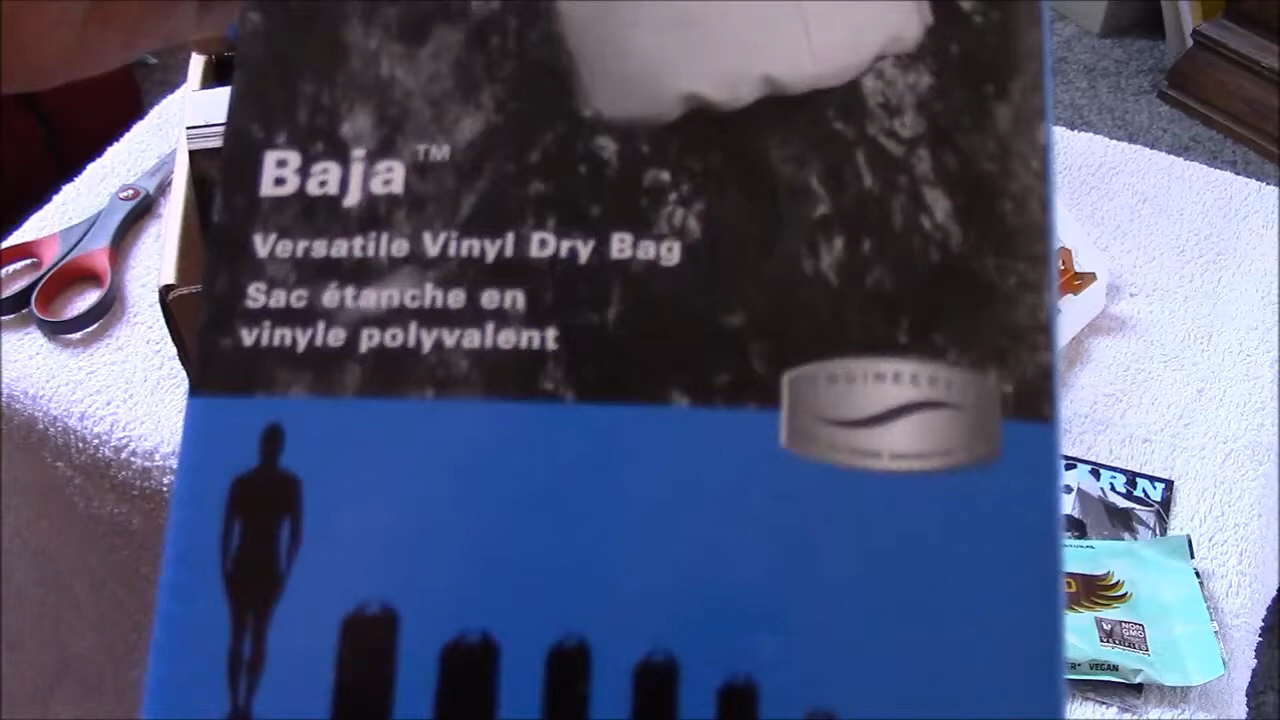 Baja™
Versatile Vinyl Dry Bag
Sac étanche en
vinyle polyvalent
NON
GMO
VERIFIED
VEGAN